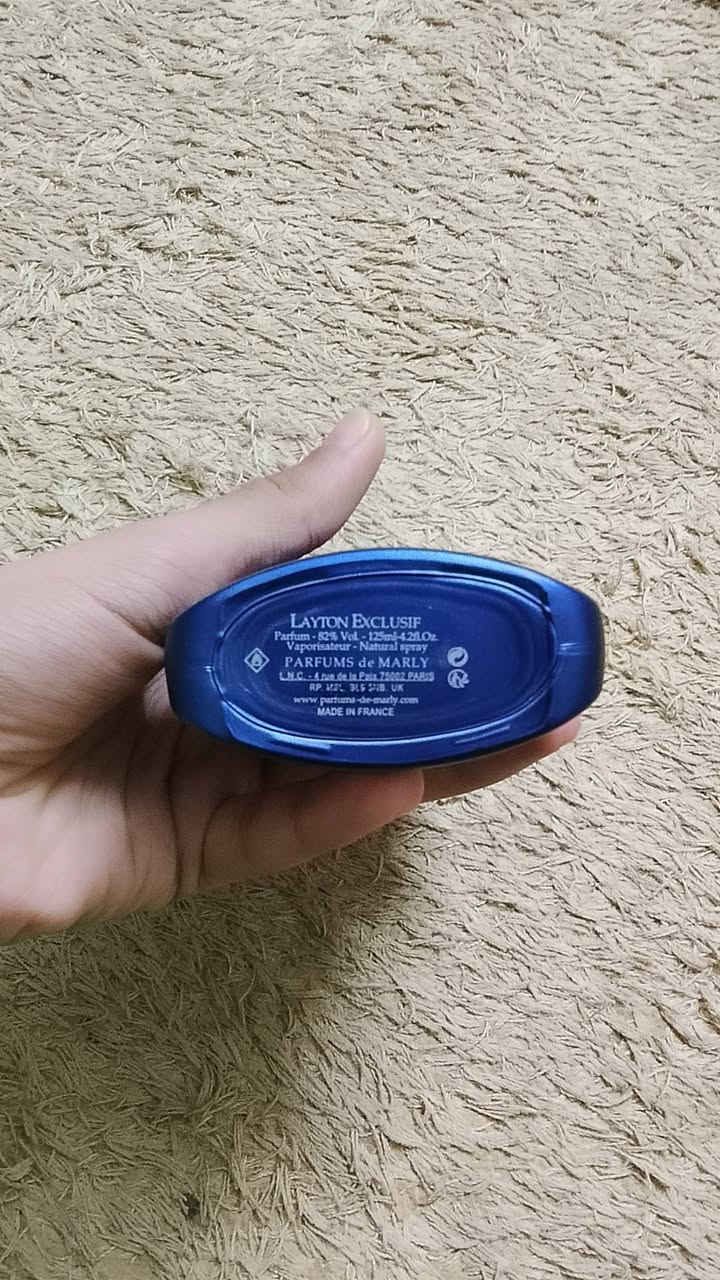 LAYTON EXCLUSIF
Parfum - 82% Vol. - 125ml-4.2fl.Oz.
Vaporisateur - Natural spray
PARFUMS de MARLY
L.N.C. - 4 rue de la Paix 75002 PARIS
RP. UK
www.parfums-de-marly.com
MADE IN FRANCE